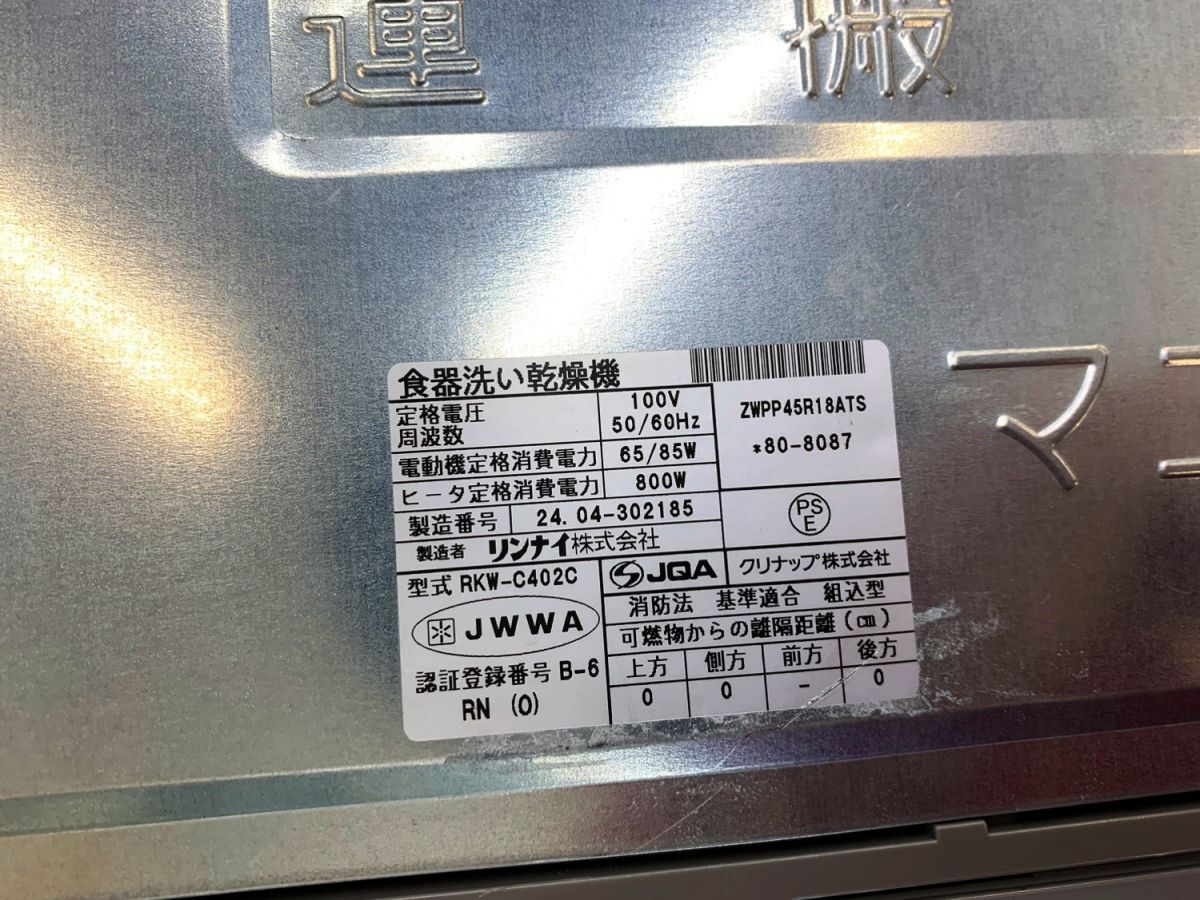 運搬
マニ
食器洗い乾燥機
定格電圧
周波数
100V
50/60Hz
電動機定格消費電力 65/85W
ヒータ定格消費電力 800W
製造番号 24.04-302185
製造者 リンナイ株式会社
ZWPP45R18ATS
*80-8087
PS
E
型式 RKW-C402C
JWWA
認証登録番号 B-6
RN (O)
JQA クリナップ株式会社
消防法 基準適合 組込型
可燃物からの離隔距離(㎝)
上方 側方 前方 後方
0 0 - 0